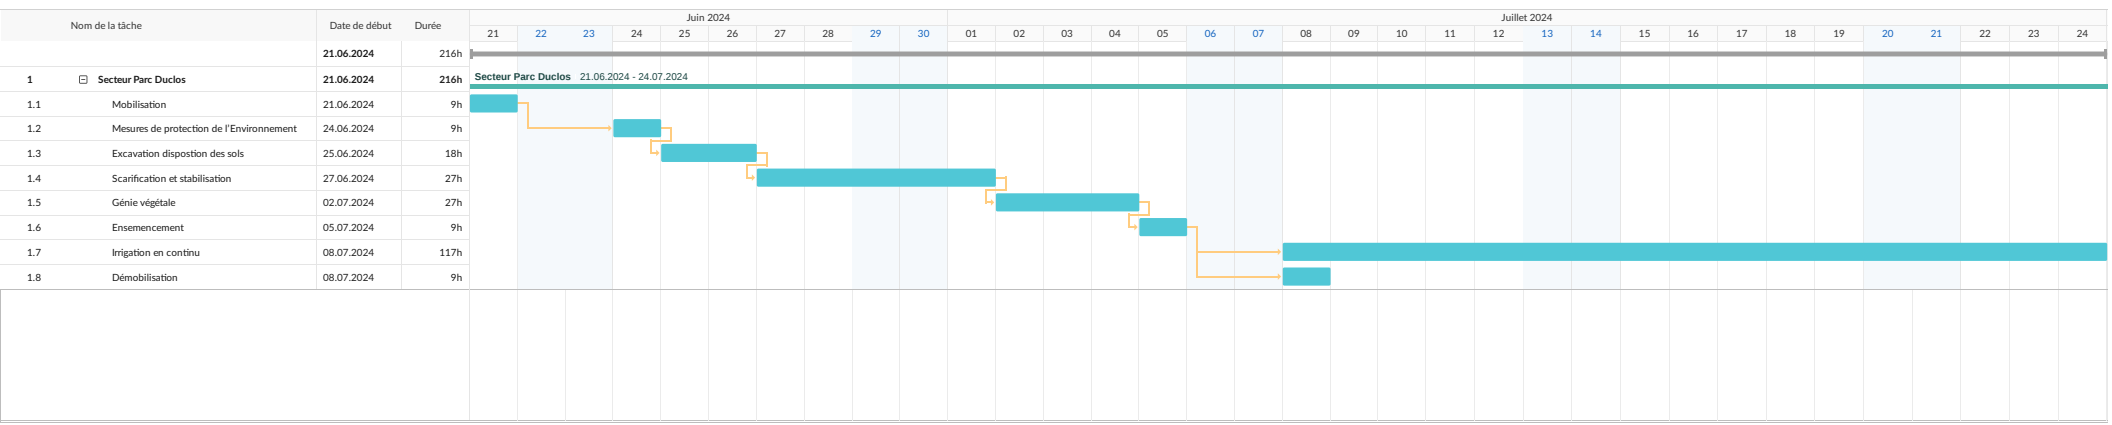 Nom de la tâche Date de début Durée Juin 2024 Juillet 2024
21 22 23 24 25 26 27 28 29 30 01 02 03 04 05 06 07 08 09 10 11 12 13 14 15 16 17 18 19 20 21 22 23 24
21.06.2024 216h
1 Secteur Parc Duclos 21.06.2024 216h Secteur Parc Duclos 21.06.2024 - 24.07.2024
1.1 Mobilisation 21.06.2024 9h
1.2 Mesures de protection de l'Environnement 24.06.2024 9h
1.3 Excavation dispostion des sols 25.06.2024 18h
1.4 Scarification et stabilisation 27.06.2024 27h
1.5 Génie végétale 02.07.2024 27h
1.6 Ensemencement 05.07.2024 9h
1.7 Irrigation en continu 08.07.2024 117h
1.8 Démobilisation 08.07.2024 9h